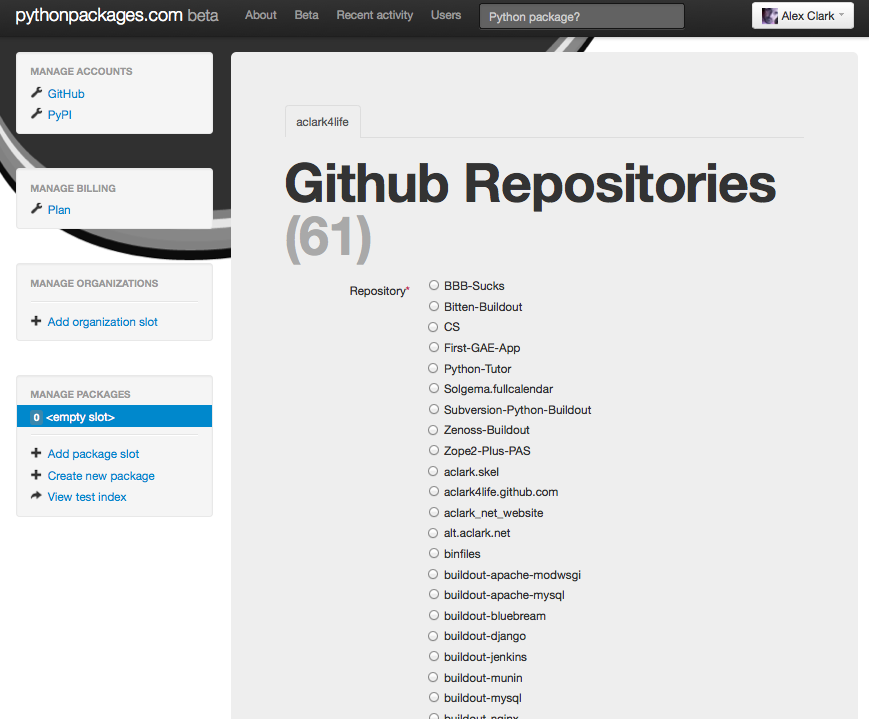 pythonpackages.com beta
About Beta Recent activity Users Python package? Alex Clark
MANAGE ACCOUNTS
GitHub
PyPI
MANAGE BILLING
Plan
MANAGE ORGANIZATIONS
Add organization slot
MANAGE PACKAGES
0 <empty slot>
Add package slot
Create new package
View test index
aclark4life
Github Repositories
(61)
Repository*
BBB-Sucks
Bitten-Buildout
CS
First-GAE-App
Python-Tutor
Solgema.fullcalendar
Subversion-Python-Buildout
Zenoss-Buildout
Zope2-Plus-PAS
aclark.skel
aclark4life.github.com
aclark_net_website
alt.aclark.net
binfiles
buildout-apache-modwsgi
buildout-apache-mysql
buildout-bluebream
buildout-django
buildout-jenkins
buildout-munin
buildout-mysql
buildout-nginx